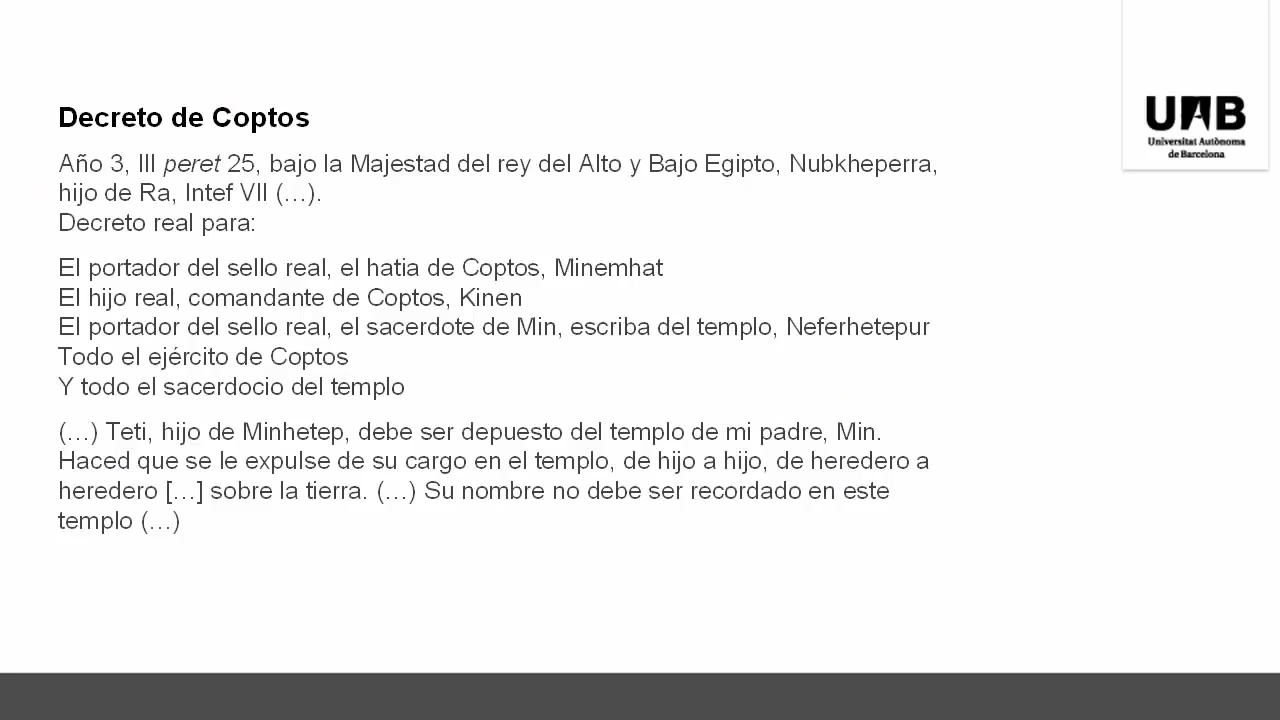 Decreto de Coptos
Año 3, III peret 25, bajo la Majestad del rey del Alto y Bajo Egipto, Nubkheperra,
hijo de Ra, Intef VII (…).
Decreto real para:
El portador del sello real, el hatia de Coptos, Minemhat
El hijo real, comandante de Coptos, Kinen
El portador del sello real, el sacerdote de Min, escriba del templo, Neferhetepur
Todo el ejército de Coptos
Y todo el sacerdocio del templo
(…) Teti, hijo de Minhetep, debe ser depuesto del templo de mi padre, Min.
Haced que se le expulse de su cargo en el templo, de hijo a hijo, de heredero a
heredero […] sobre la tierra. (…) Su nombre no debe ser recordado en este
templo (…)
UAB
Universitat Autònoma
de Barcelona